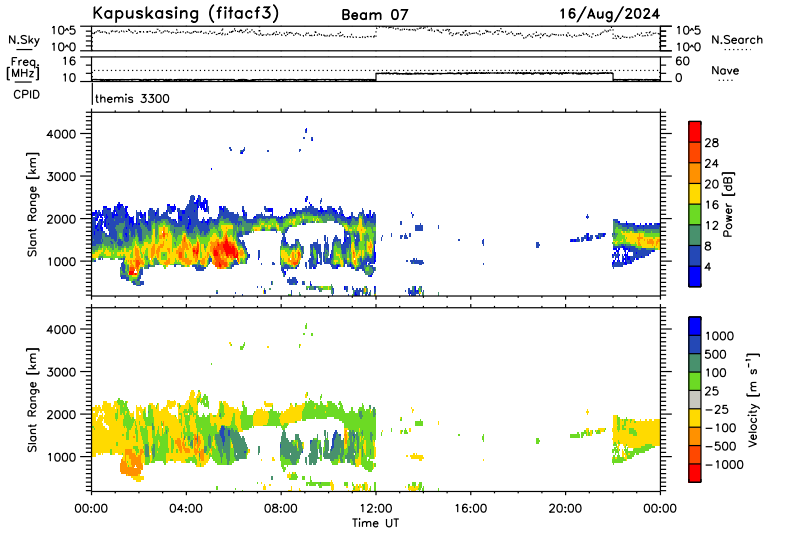 Kapuskasing (fitacf3) Beam 07 16/Aug/2024
N.Sky 10^5 10^0 10^5 10^0 N.Search
Freq. [MHz] 16 10 60 0 Nave
CPID themis 3300
Slant Range [km] 4000 3000 2000 1000
28 24 20 16 12 8 4 Power [dB]
Slant Range [km] 4000 3000 2000 1000
1000 500 100 25 −25 −100 −500 −1000 Velocity [m s⁻¹]
00:00 04:00 08:00 12:00 16:00 20:00 00:00
Time UT